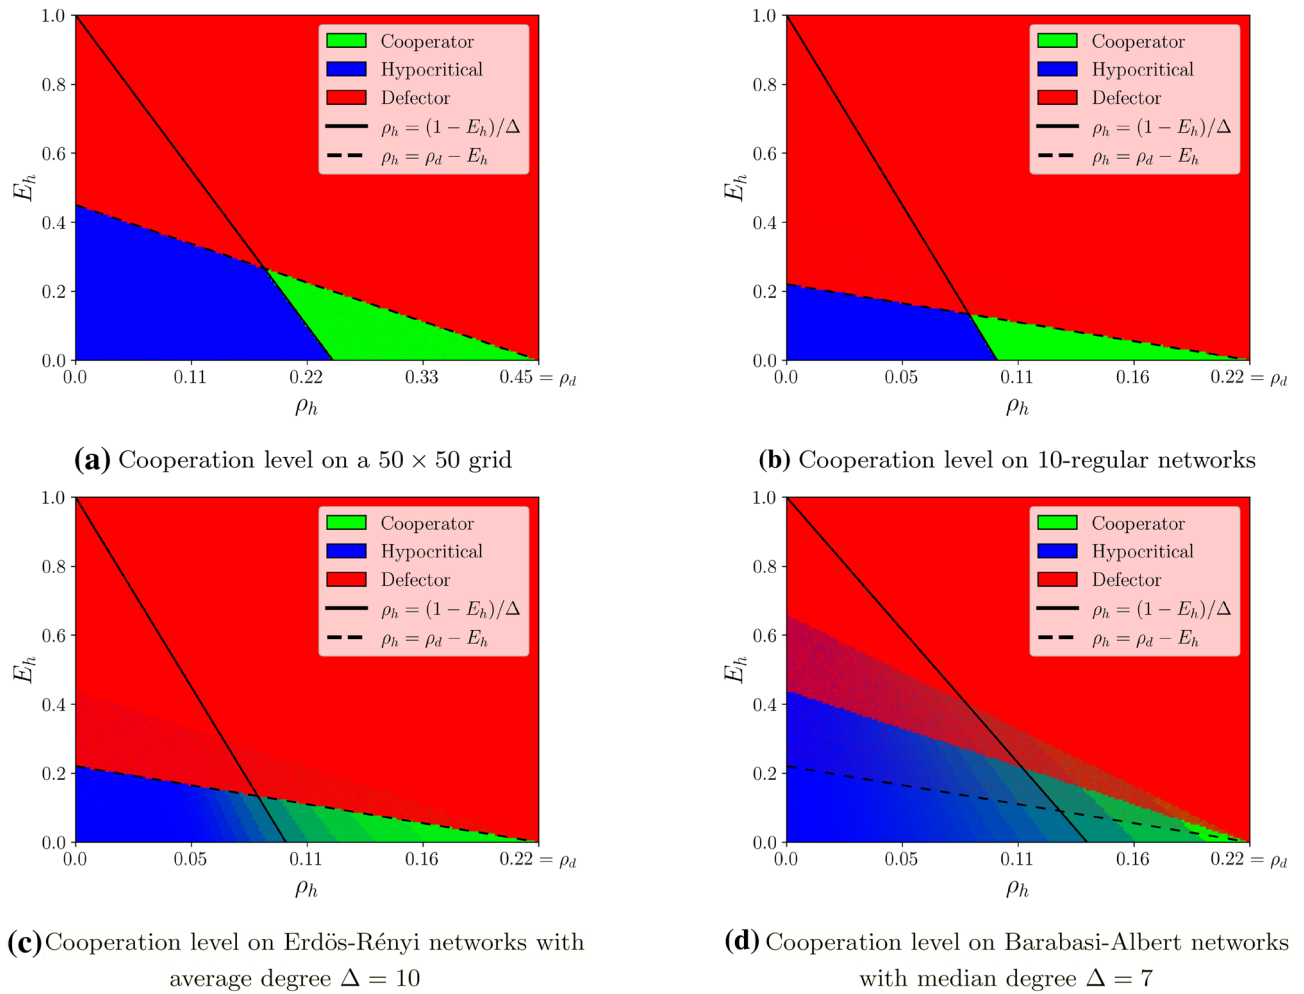 1.0
0.8
0.6
0.4
0.2
0.0
E_h
0.0 0.11 0.22 0.33 0.45 = ρ_d
ρ_h
Cooperator
Hypocritical
Defector
ρ_h = (1 − E_h)/Δ
ρ_h = ρ_d − E_h
(a) Cooperation level on a 50 × 50 grid
1.0
0.8
0.6
0.4
0.2
0.0
E_h
0.0 0.05 0.11 0.16 0.22 = ρ_d
ρ_h
Cooperator
Hypocritical
Defector
ρ_h = (1 − E_h)/Δ
ρ_h = ρ_d − E_h
(b) Cooperation level on 10-regular networks
1.0
0.8
0.6
0.4
0.2
0.0
E_h
0.0 0.05 0.11 0.16 0.22 = ρ_d
ρ_h
Cooperator
Hypocritical
Defector
ρ_h = (1 − E_h)/Δ
ρ_h = ρ_d − E_h
(c) Cooperation level on Erdös-Rényi networks with
average degree Δ = 10
1.0
0.8
0.6
0.4
0.2
0.0
E_h
0.0 0.05 0.11 0.16 0.22 = ρ_d
ρ_h
Cooperator
Hypocritical
Defector
ρ_h = (1 − E_h)/Δ
ρ_h = ρ_d − E_h
(d) Cooperation level on Barabasi-Albert networks
with median degree Δ = 7